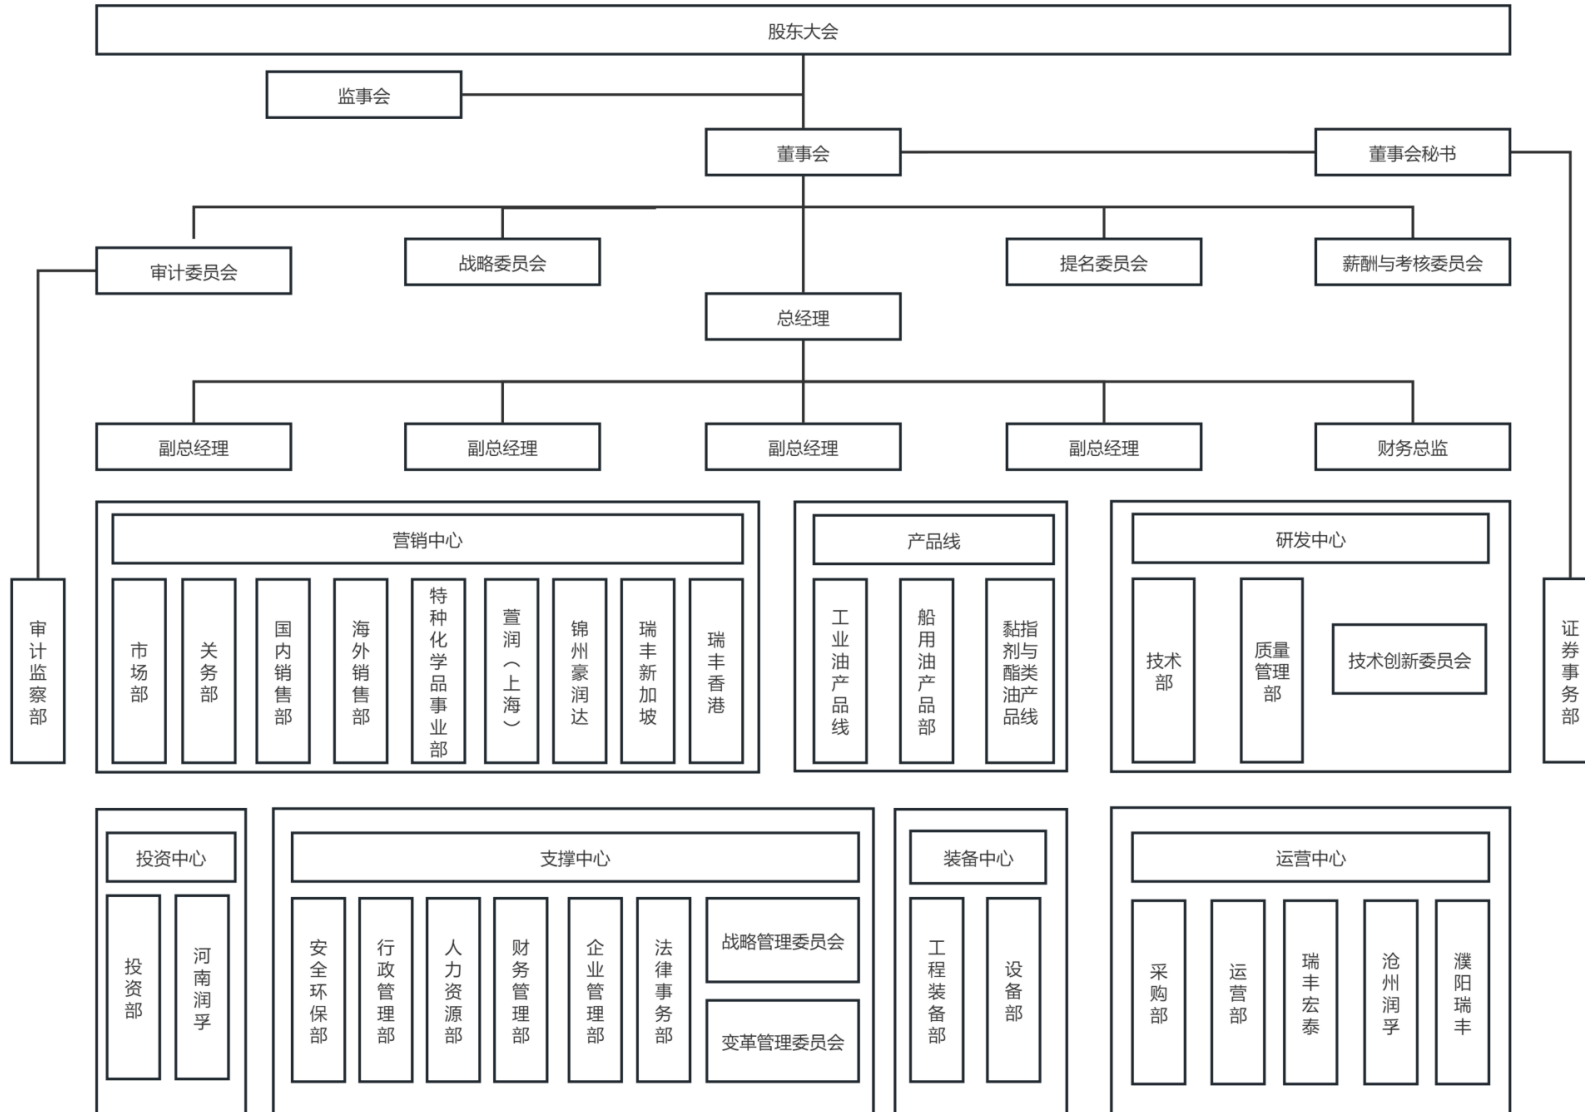 股东大会
监事会
董事会
董事会秘书
审计委员会
战略委员会
提名委员会
薪酬与考核委员会
总经理
副总经理
副总经理
副总经理
副总经理
财务总监
审计监察部
营销中心
市场部
关务部
国内销售部
海外销售部
特种化学品事业部
萱润（上海）
锦州豪润达
瑞丰新加坡
瑞丰香港
产品线
工业油产品线
船用油产品部
黏指
剂与
酯类
油产
品线
研发中心
技术
部
质量
管理
部
技术创新委员会
证券事务部
投资中心
投资部
河南润孚
支撑中心
安全环保部
行政管理部
人力资源部
财务管理部
企业管理部
法律事务部
战略管理委员会
变革管理委员会
装备中心
工程装备部
设备部
运营中心
采购部
运营部
瑞丰宏泰
沧州润孚
濮阳瑞丰